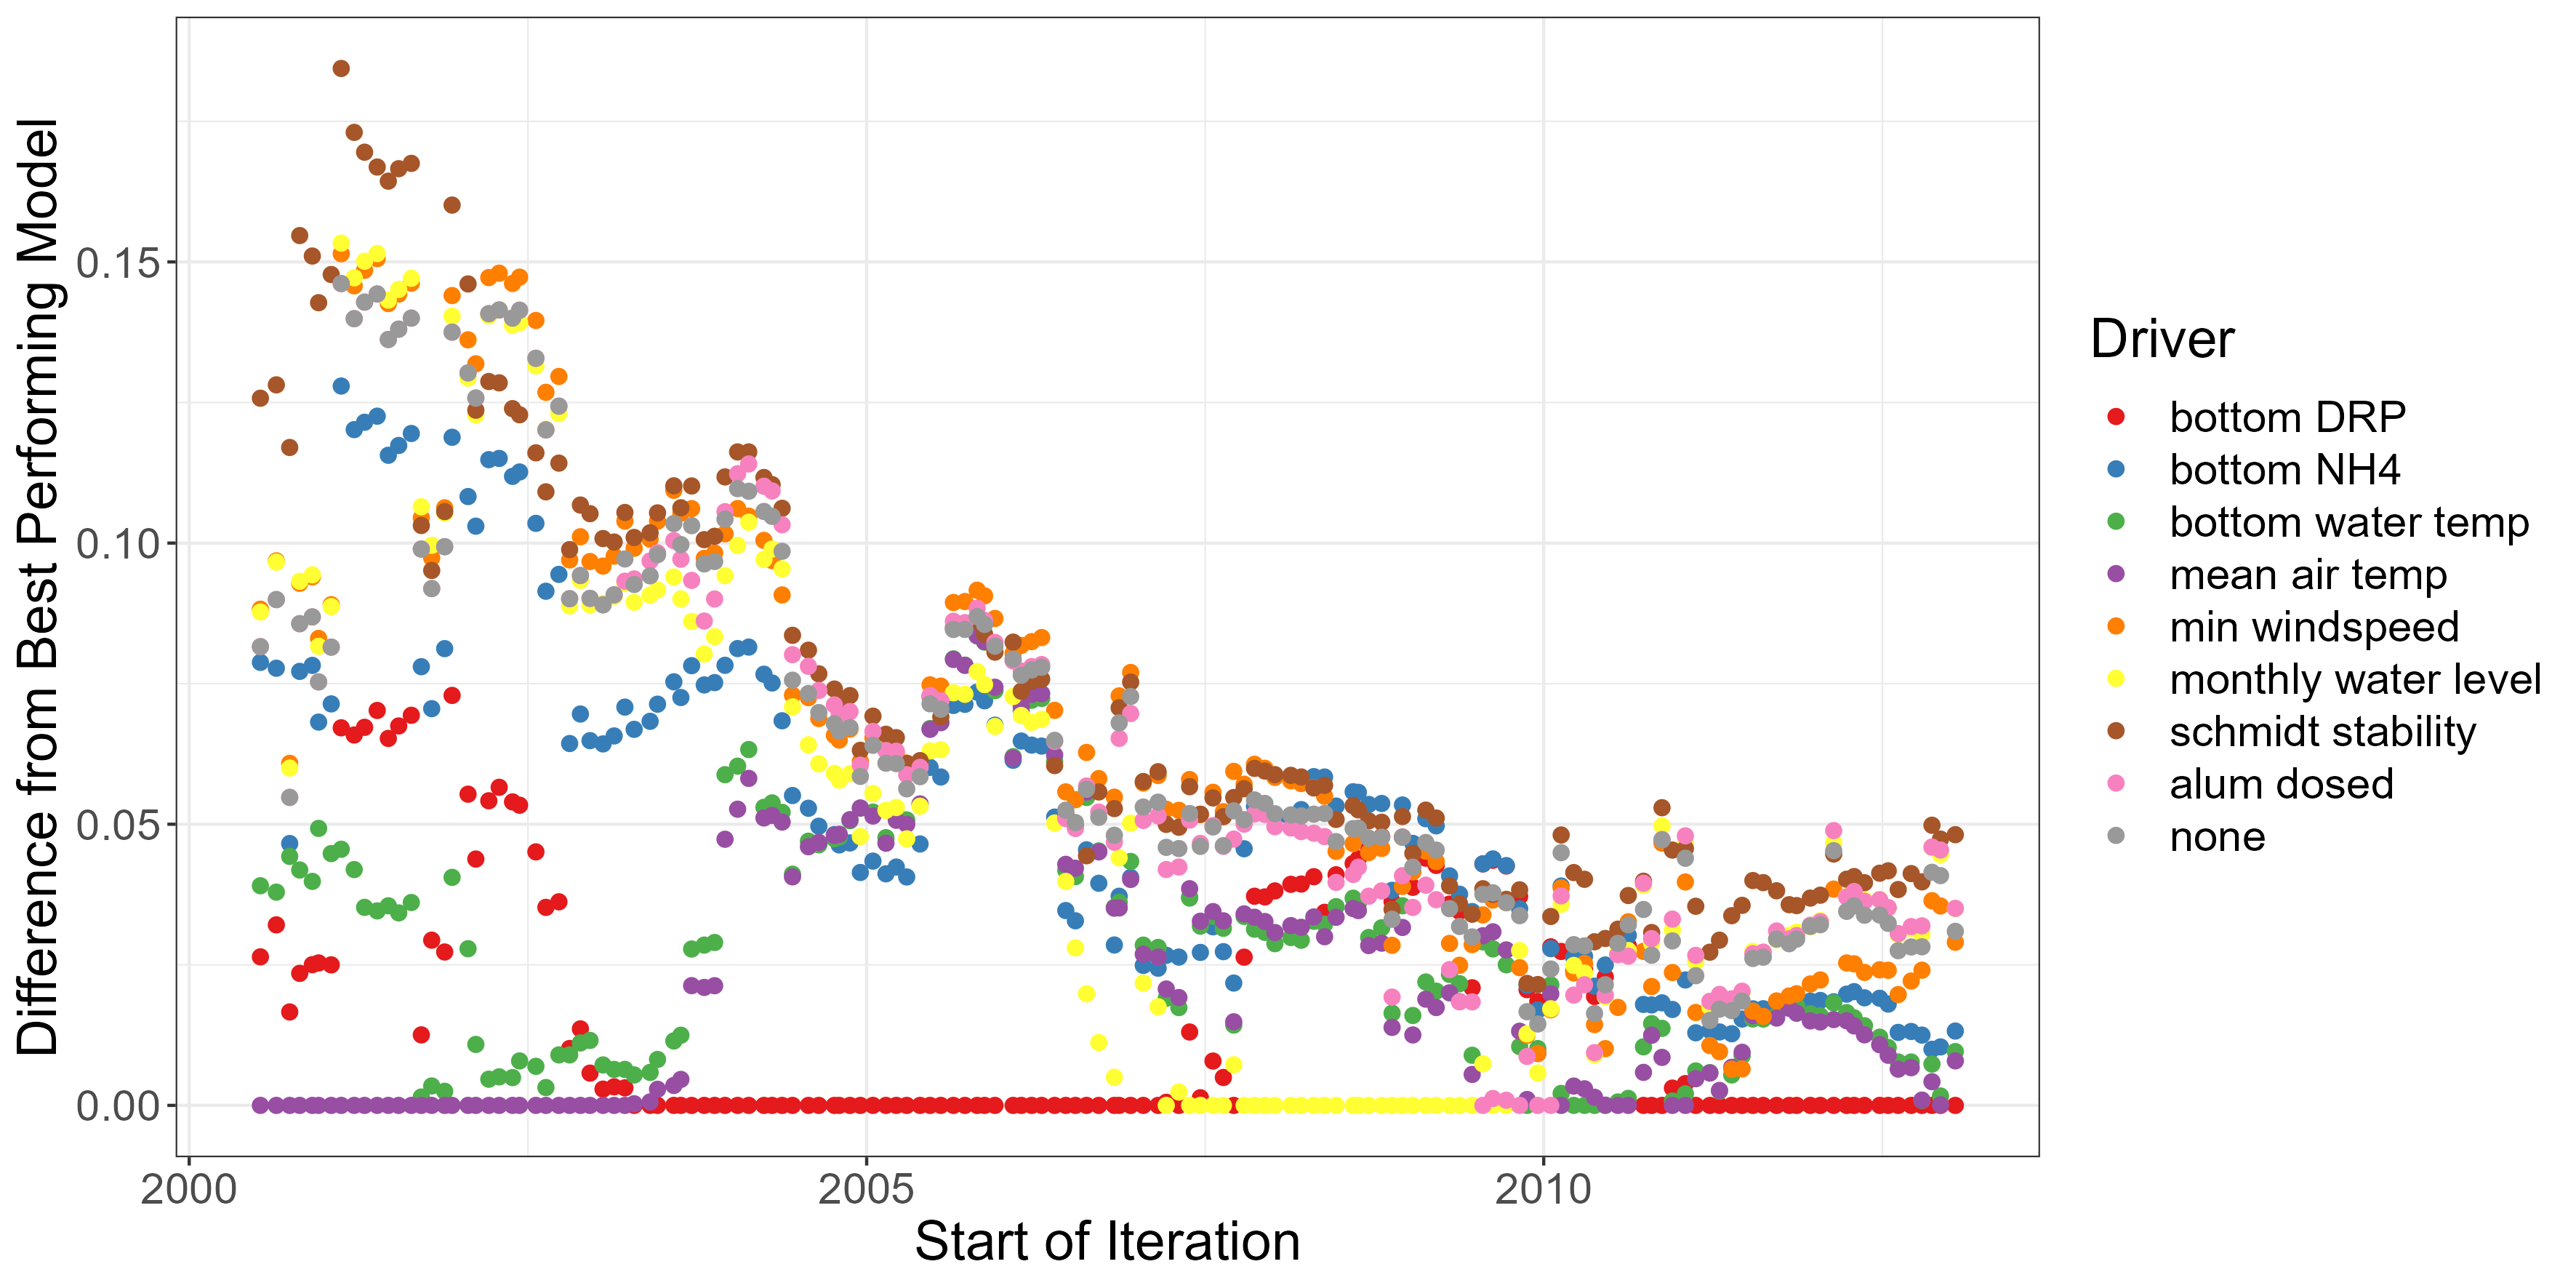 Difference from Best Performing Model
0.15
0.10
0.05
0.00
2000
2005
2010
Start of Iteration
Driver
bottom DRP
bottom NH4
bottom water temp
mean air temp
min windspeed
monthly water level
schmidt stability
alum dosed
none